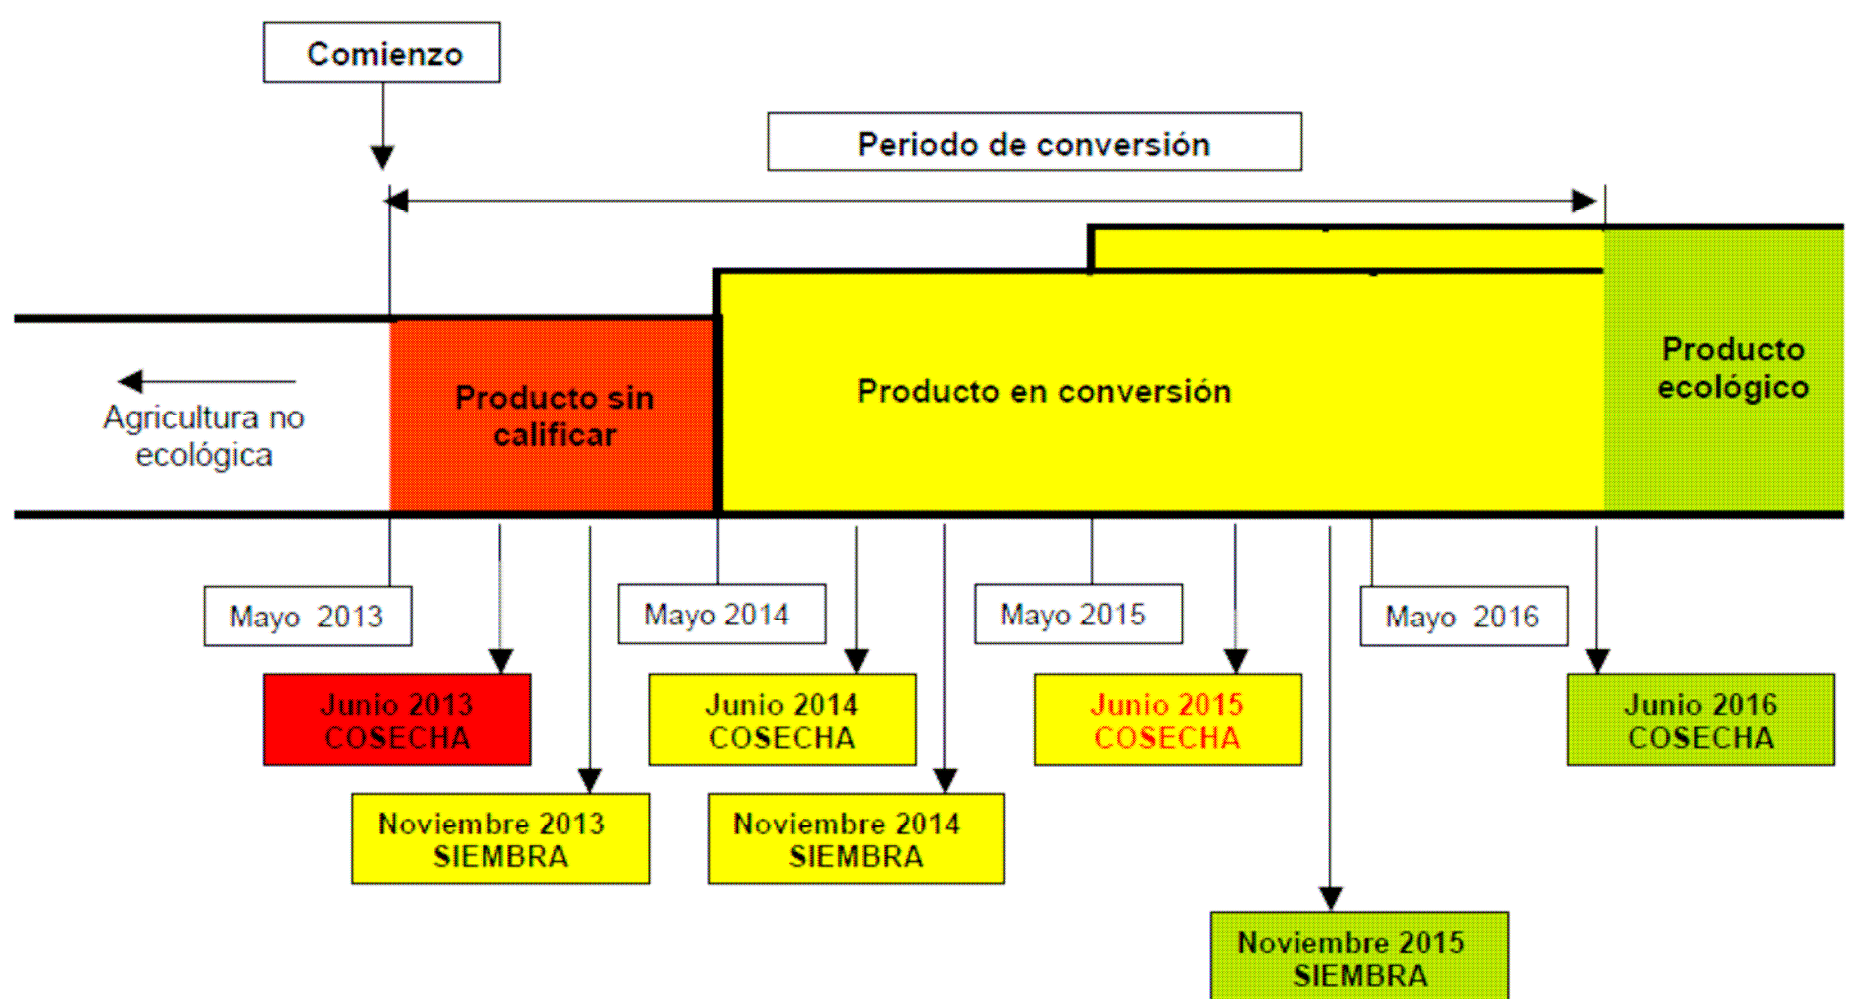 Comienzo
Periodo de conversión
Agricultura no
ecológica
Producto sin
calificar
Producto en conversión
Producto
ecológico
Mayo 2013
Mayo 2014
Mayo 2015
Mayo 2016
Junio 2013
COSECHA
Junio 2014
COSECHA
Junio 2015
COSECHA
Junio 2016
COSECHA
Noviembre 2013
SIEMBRA
Noviembre 2014
SIEMBRA
Noviembre 2015
SIEMBRA